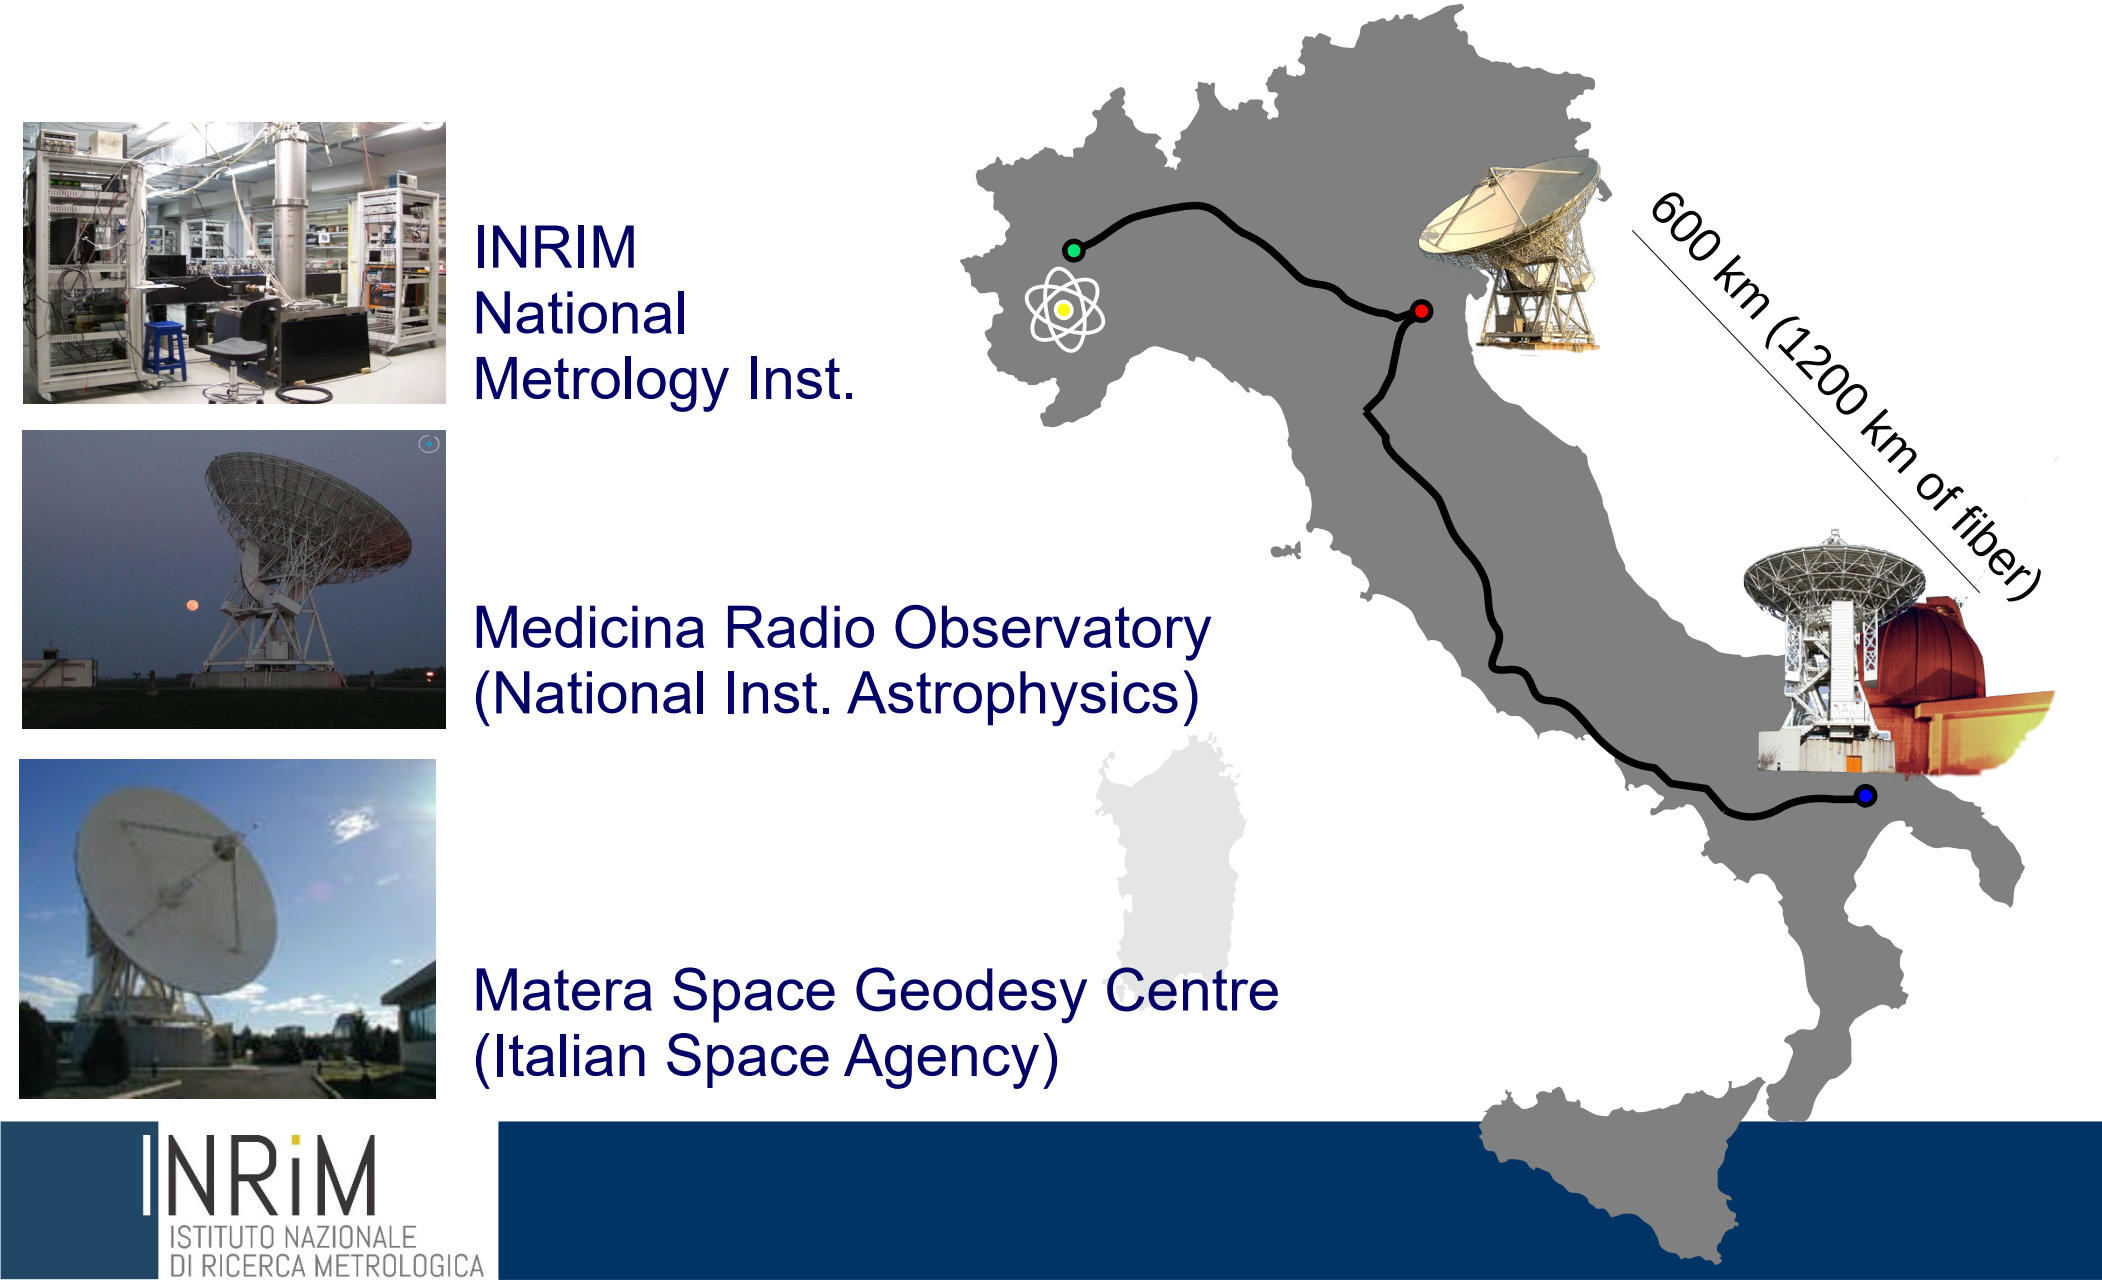 INRIM
National
Metrology Inst.
Medicina Radio Observatory
(National Inst. Astrophysics)
Matera Space Geodesy Centre
(Italian Space Agency)
600 km (1200 km of fiber)
INRiM
ISTITUTO NAZIONALE
DI RICERCA METROLOGICA